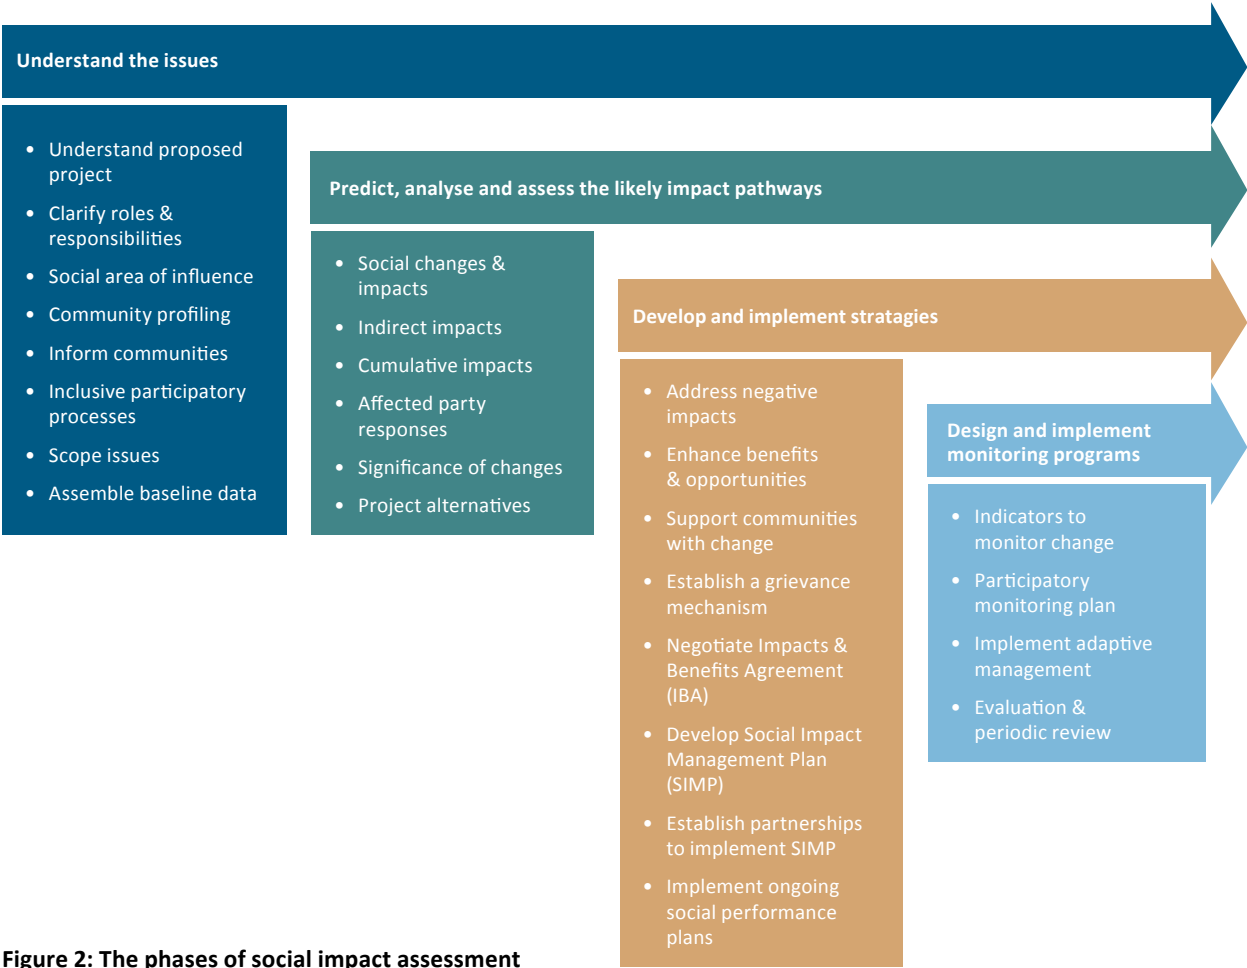 Understand the issues
• Understand proposed
project
• Clarify roles &
responsibilities
• Social area of influence
• Community profiling
• Inform communities
• Inclusive participatory
processes
• Scope issues
• Assemble baseline data
Predict, analyse and assess the likely impact pathways
• Social changes &
impacts
• Indirect impacts
• Cumulative impacts
• Affected party
responses
• Significance of changes
• Project alternatives
Develop and implement stratagies
• Address negative
impacts
• Enhance benefits
& opportunities
• Support communities
with change
• Establish a grievance
mechanism
• Negotiate Impacts &
Benefits Agreement
(IBA)
• Develop Social Impact
Management Plan
(SIMP)
• Establish partnerships
to implement SIMP
• Implement ongoing
social performance
plans
Design and implement
monitoring programs
• Indicators to
monitor change
• Participatory
monitoring plan
• Implement adaptive
management
• Evaluation &
periodic review
Figure 2: The phases of social impact assessment